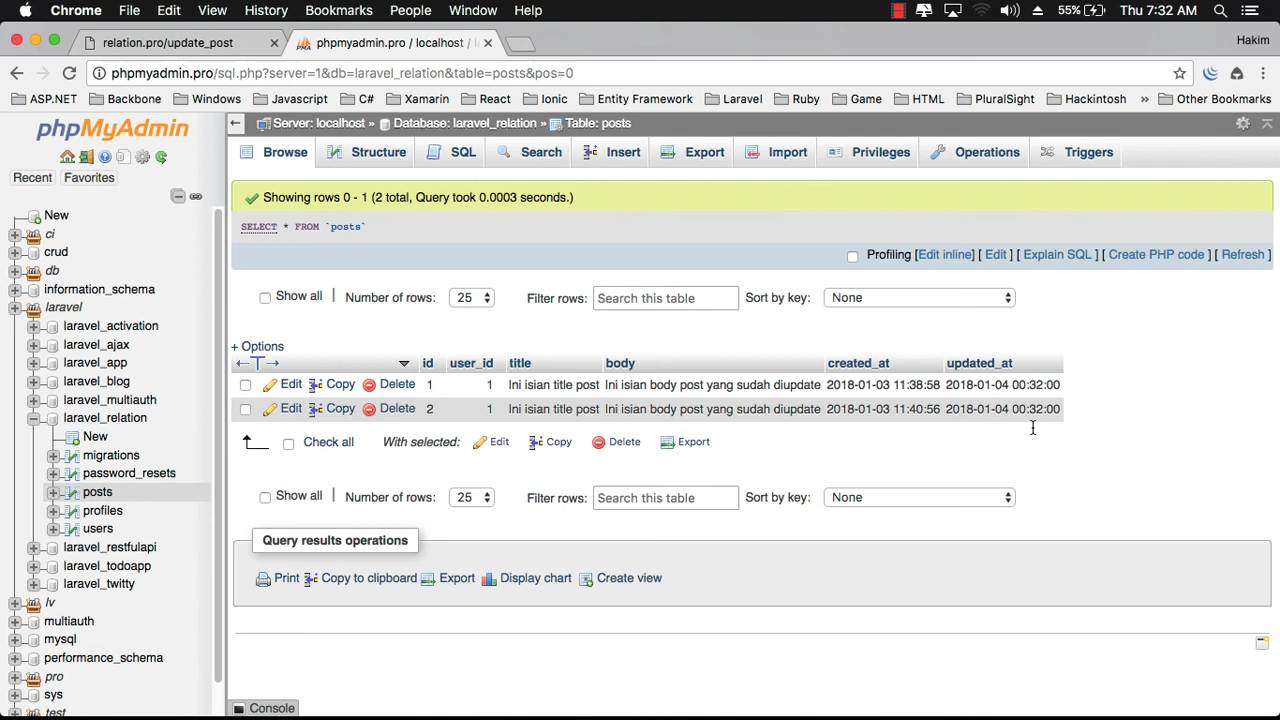 Chrome File Edit View History Bookmarks People Window Help 55% Thu 7:32 AM
relation.pro/update_post phpmyadmin.pro / localhost / Hakim
phpmyadmin.pro/sql.php?server=1&db=laravel_relation&table=posts&pos=0
ASP.NET Backbone Windows Javascript C# Xamarin React Ionic Entity Framework Laravel Ruby Game HTML PluralSight Hackintosh » Other Bookmarks
phpMyAdmin
Recent Favorites
New
ci
crud
db
information_schema
laravel
laravel_activation
laravel_ajax
laravel_app
laravel_blog
laravel_multiauth
laravel_relation
New
migrations
password_resets
posts
profiles
users
laravel_restfulapi
laravel_todoapp
laravel_twitty
lv
multiauth
mysql
performance_schema
pro
sys
test
Server: localhost » Database: laravel_relation » Table: posts
Browse Structure SQL Search Insert Export Import Privileges Operations Triggers
Showing rows 0 - 1 (2 total, Query took 0.0003 seconds.)
SELECT * FROM `posts`
Profiling [Edit inline] [ Edit ] [ Explain SQL ] [ Create PHP code ] [ Refresh ]
Show all | Number of rows: 25 Filter rows: Search this table Sort by key: None
+ Options
id user_id title body created_at updated_at
Edit Copy Delete 1 1 Ini isian title post Ini isian body post yang sudah diupdate 2018-01-03 11:38:58 2018-01-04 00:32:00
Edit Copy Delete 2 1 Ini isian title post Ini isian body post yang sudah diupdate 2018-01-03 11:40:56 2018-01-04 00:32:00
Check all With selected: Edit Copy Delete Export
Show all | Number of rows: 25 Filter rows: Search this table Sort by key: None
Query results operations
Print Copy to clipboard Export Display chart Create view
Console